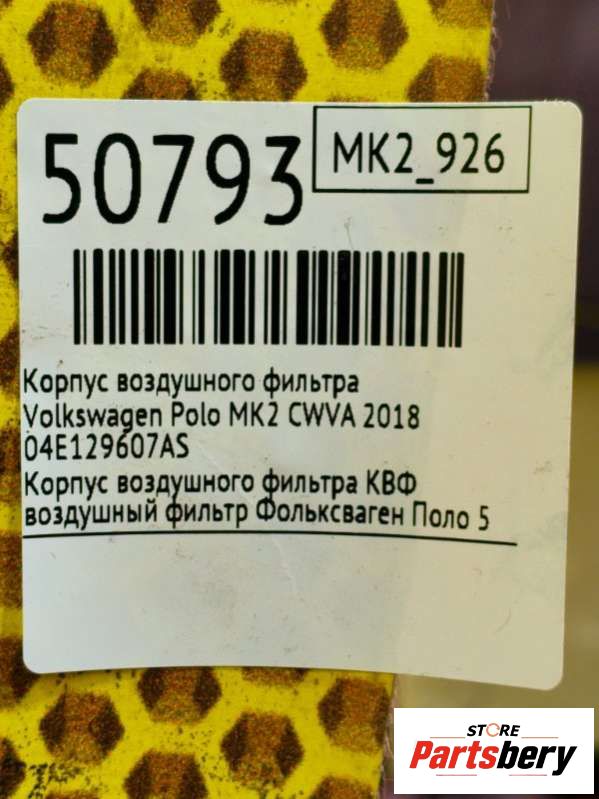 50793
MK2_926
Корпус воздушного фильтра
Volkswagen Polo MK2 CWVA 2018
04E129607AS
Корпус воздушного фильтра КВФ
воздушный фильтр Фольксваген Поло 5
STORE
Partsbery